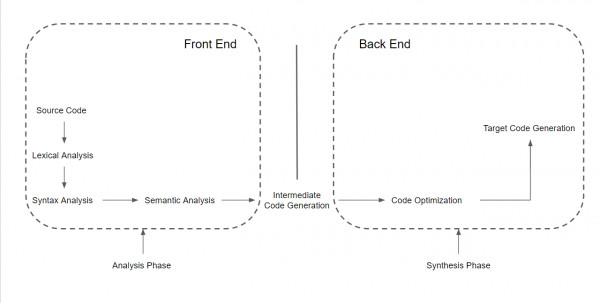 Front End
Back End
Source Code
Lexical Analysis
Syntax Analysis
Semantic Analysis
Intermediate
Code Generation
Code Optimization
Target Code Generation
Analysis Phase
Synthesis Phase